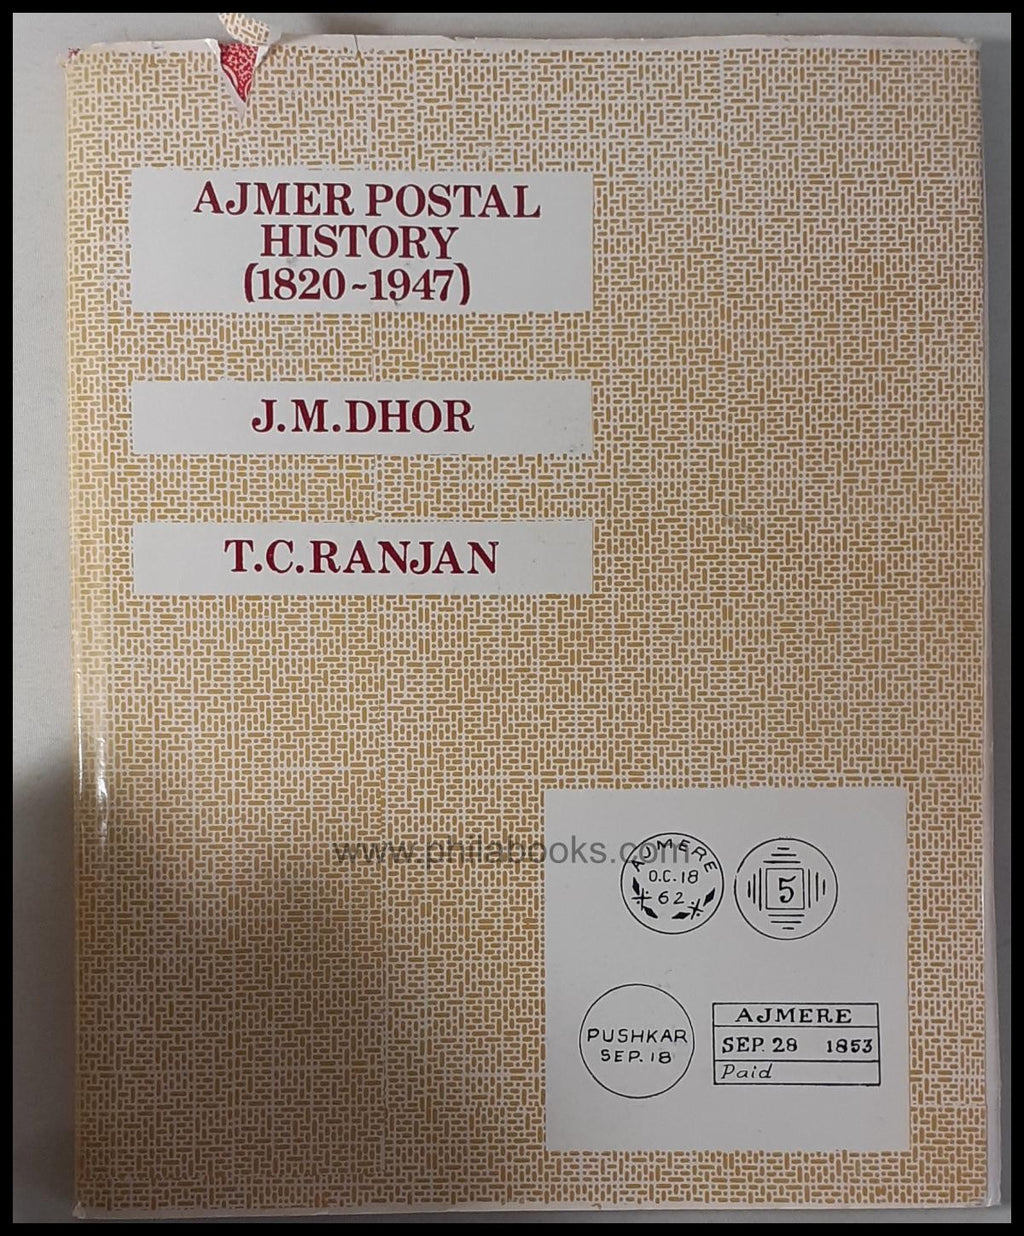 AJMER POSTAL
HISTORY
(1820-1947)
J.M.DHOR
T.C.RANJAN
www.philabooks.com
AJMERE
O.C.18
62
5
PUSHKAR
SEP.18
AJMERE
SEP. 28 1853
Paid